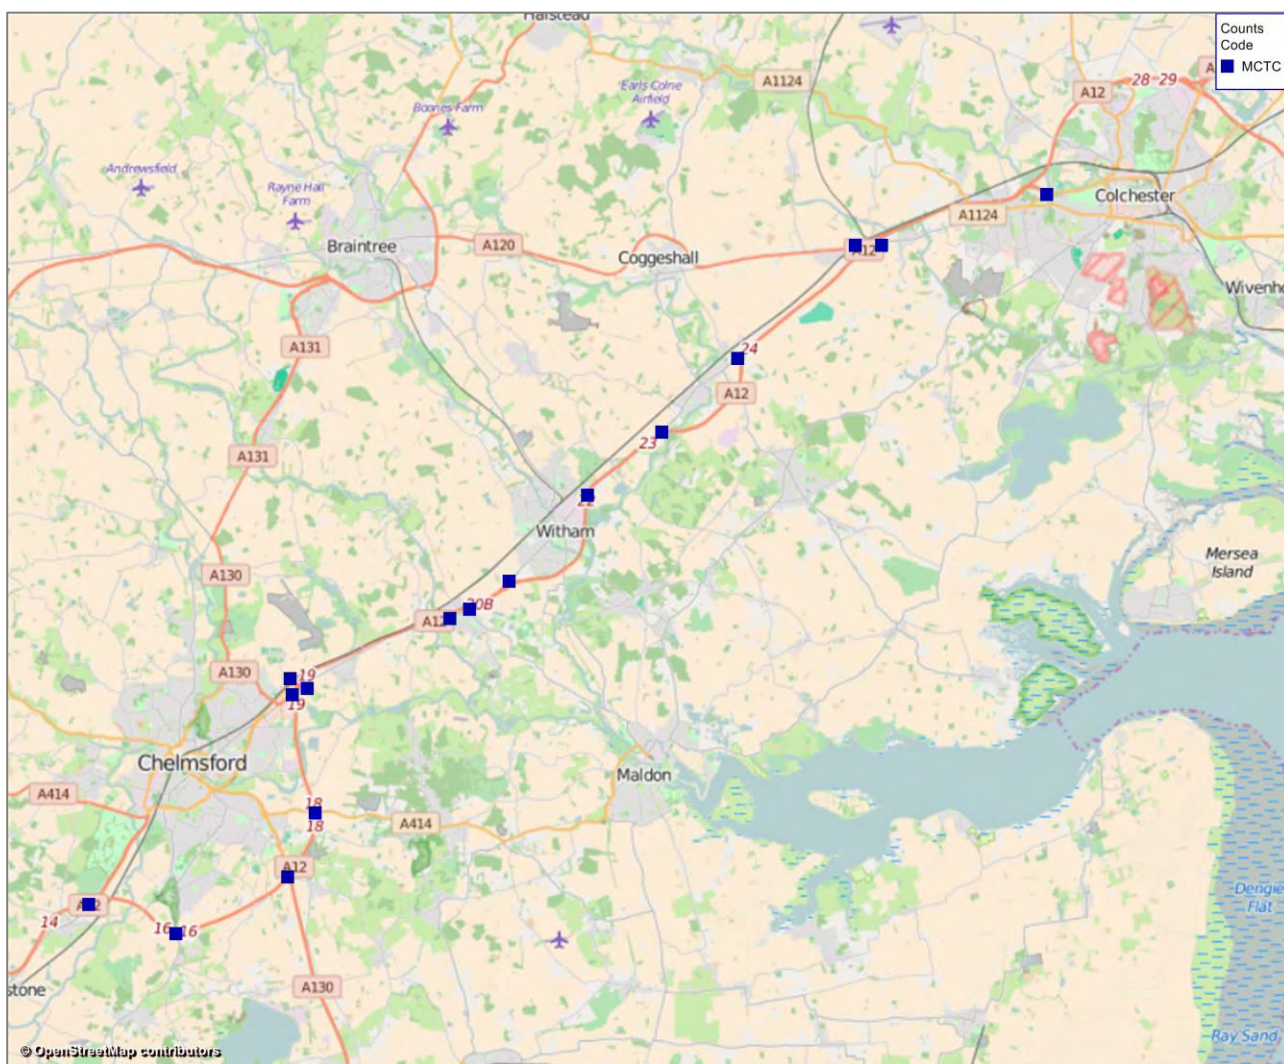 Halstead
Counts
Code
MCTC
A1124
28 29
A12
Earls Colne
Airfield
Boones Farm
Andrewsfield
Rayne Hall
Farm
Colchester
A1124
Braintree
A120
Coggeshall
Wivenho
A131
24
A12
A131
23
22
Witham
A130
Mersea
Island
20B
A130
19
19
Chelmsford
Maldon
A414
18
A414
18
A12
14
16
16
Dengie
Flat
A130
stone
Ray Sand
© OpenStreetMap contributors